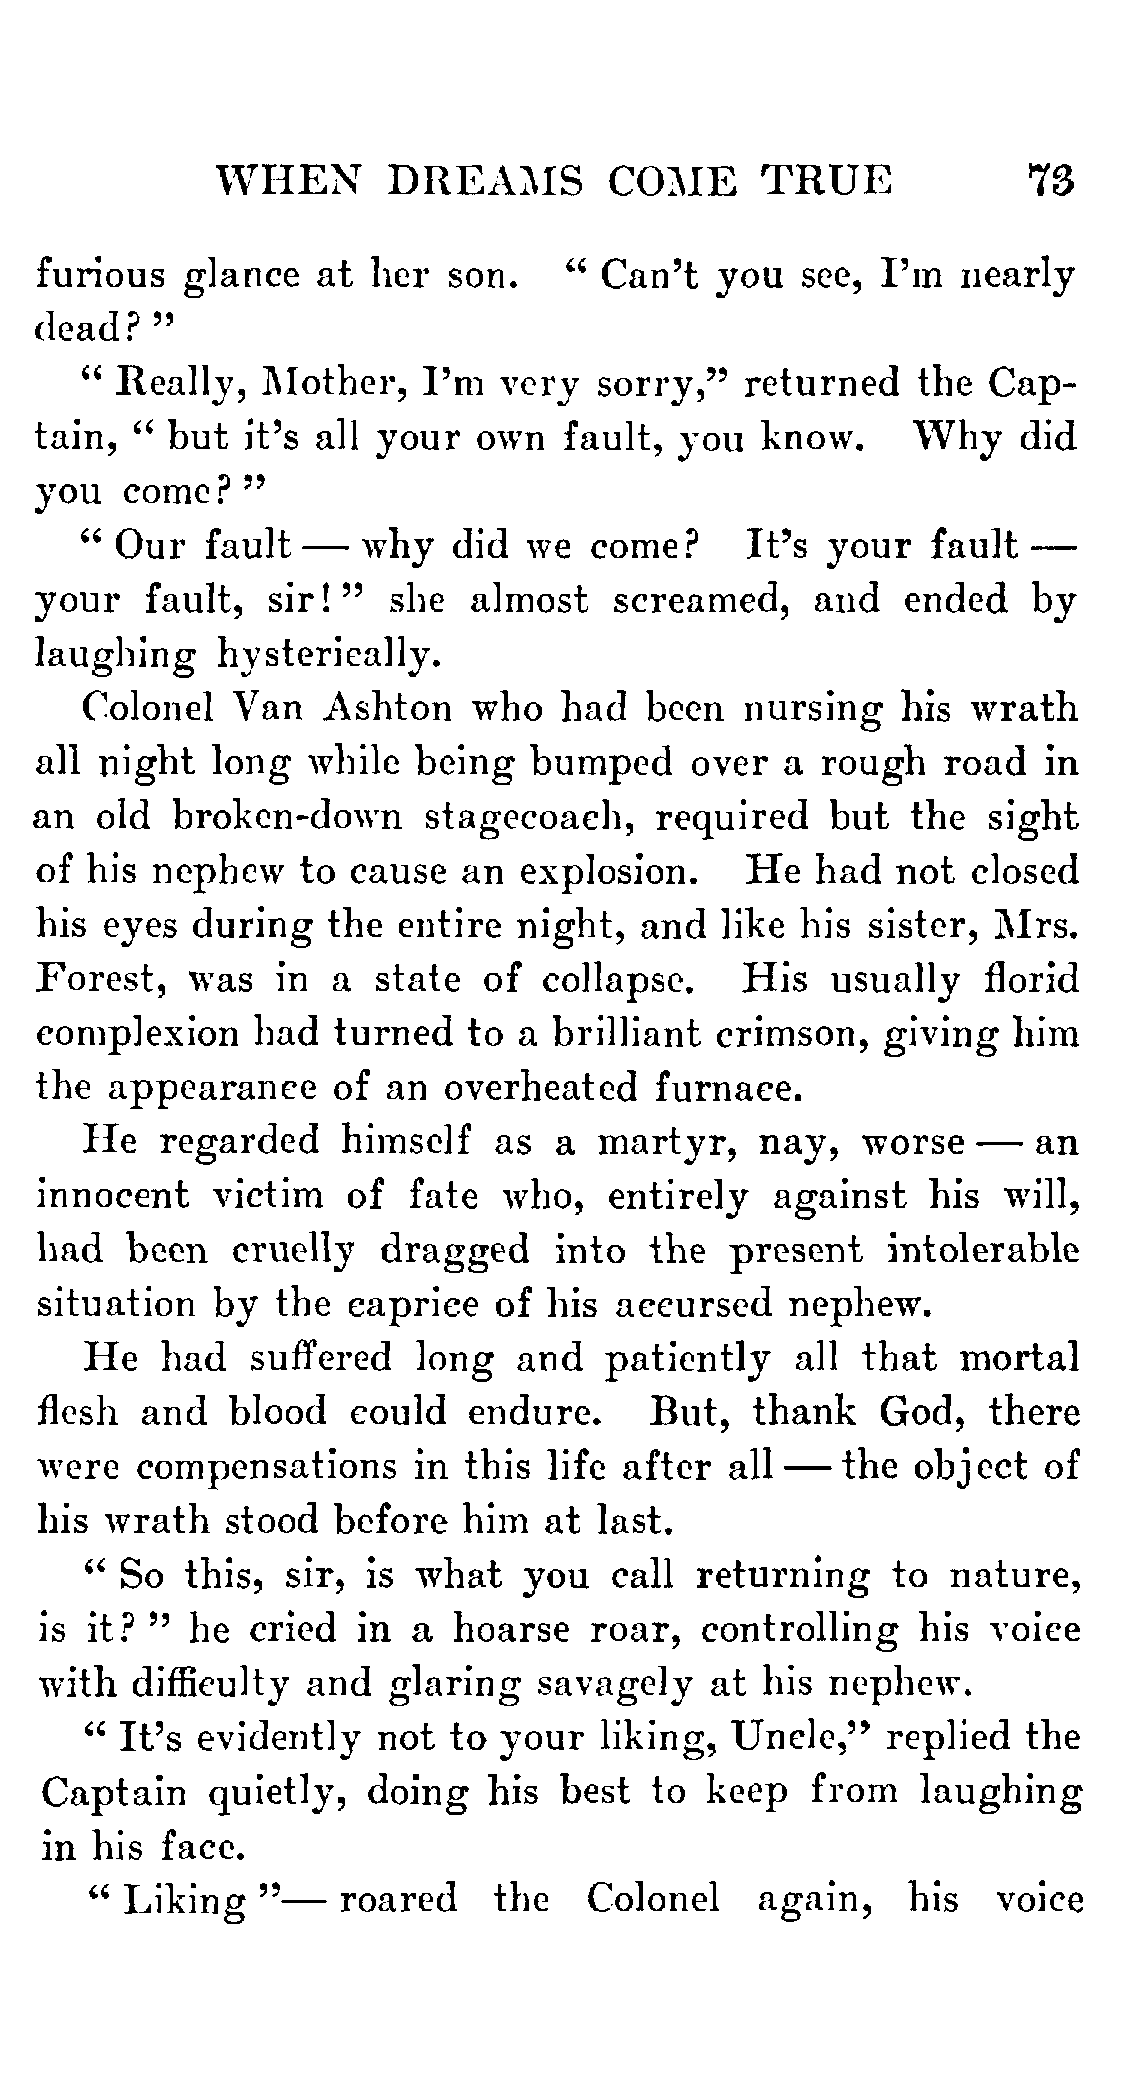 WHEN DREAMS COME TRUE 73
furious glance at her son. “ Can’t you see, I’m nearly
dead? ”
“ Really, Mother, I’m very sorry,” returned the Cap-
tain, “ but it’s all your own fault, you know. Why did
you come? ”
“ Our fault — why did we come? It’s your fault —
your fault, sir! ” she almost screamed, and ended by
laughing hysterically.
Colonel Van Ashton who had been nursing his wrath
all night long while being bumped over a rough road in
an old broken-down stagecoach, required but the sight
of his nephew to cause an explosion. He had not closed
his eyes during the entire night, and like his sister, Mrs.
Forest, was in a state of collapse. His usually florid
complexion had turned to a brilliant crimson, giving him
the appearance of an overheated furnace.
He regarded himself as a martyr, nay, worse — an
innocent victim of fate who, entirely against his will,
had been cruelly dragged into the present intolerable
situation by the caprice of his accursed nephew.
He had suffered long and patiently all that mortal
flesh and blood could endure. But, thank God, there
were compensations in this life after all — the object of
his wrath stood before him at last.
“ So this, sir, is what you call returning to nature,
is it? ” he cried in a hoarse roar, controlling his voice
with difficulty and glaring savagely at his nephew.
“ It’s evidently not to your liking, Uncle,” replied the
Captain quietly, doing his best to keep from laughing
in his face.
“ Liking ”— roared the Colonel again, his voice